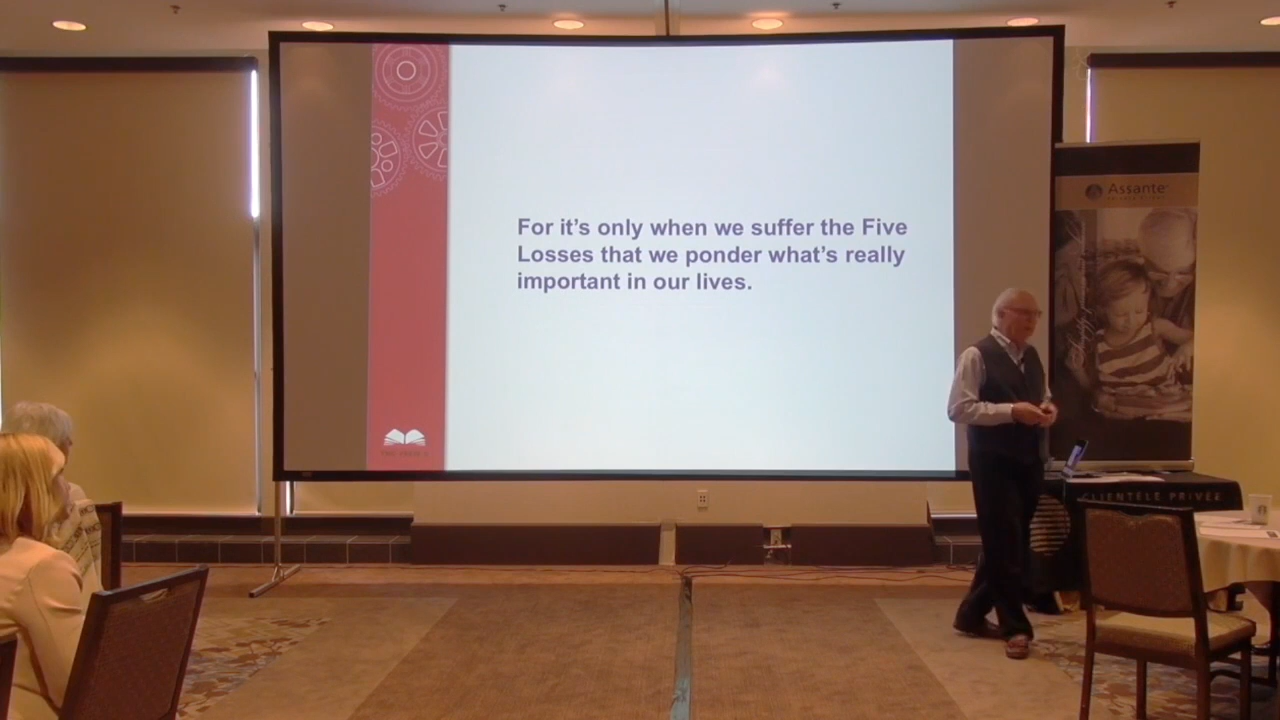 For it's only when we suffer the Five
Losses that we ponder what's really
important in our lives.
Assante
CLIENTÈLE PRIVÉE